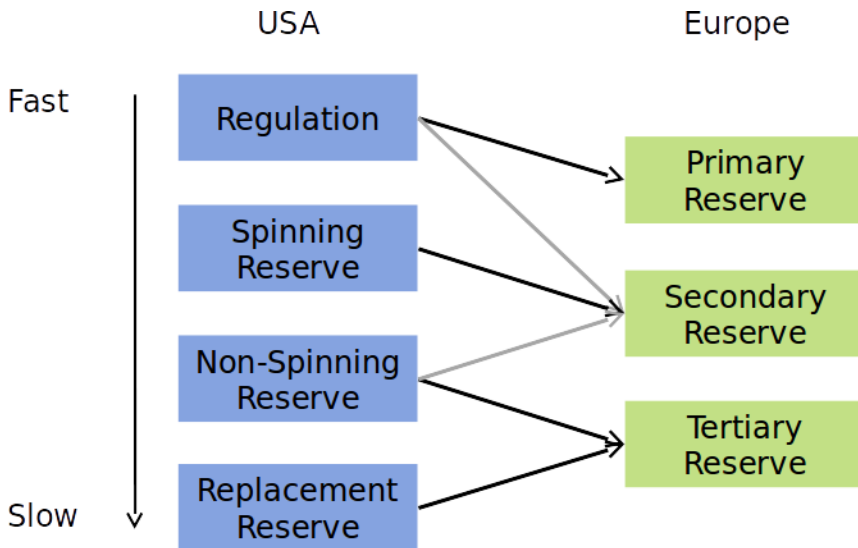 USA
Europe
Fast
Regulation
Primary
Reserve
Spinning
Reserve
Secondary
Reserve
Non-Spinning
Reserve
Tertiary
Reserve
Replacement
Reserve
Slow